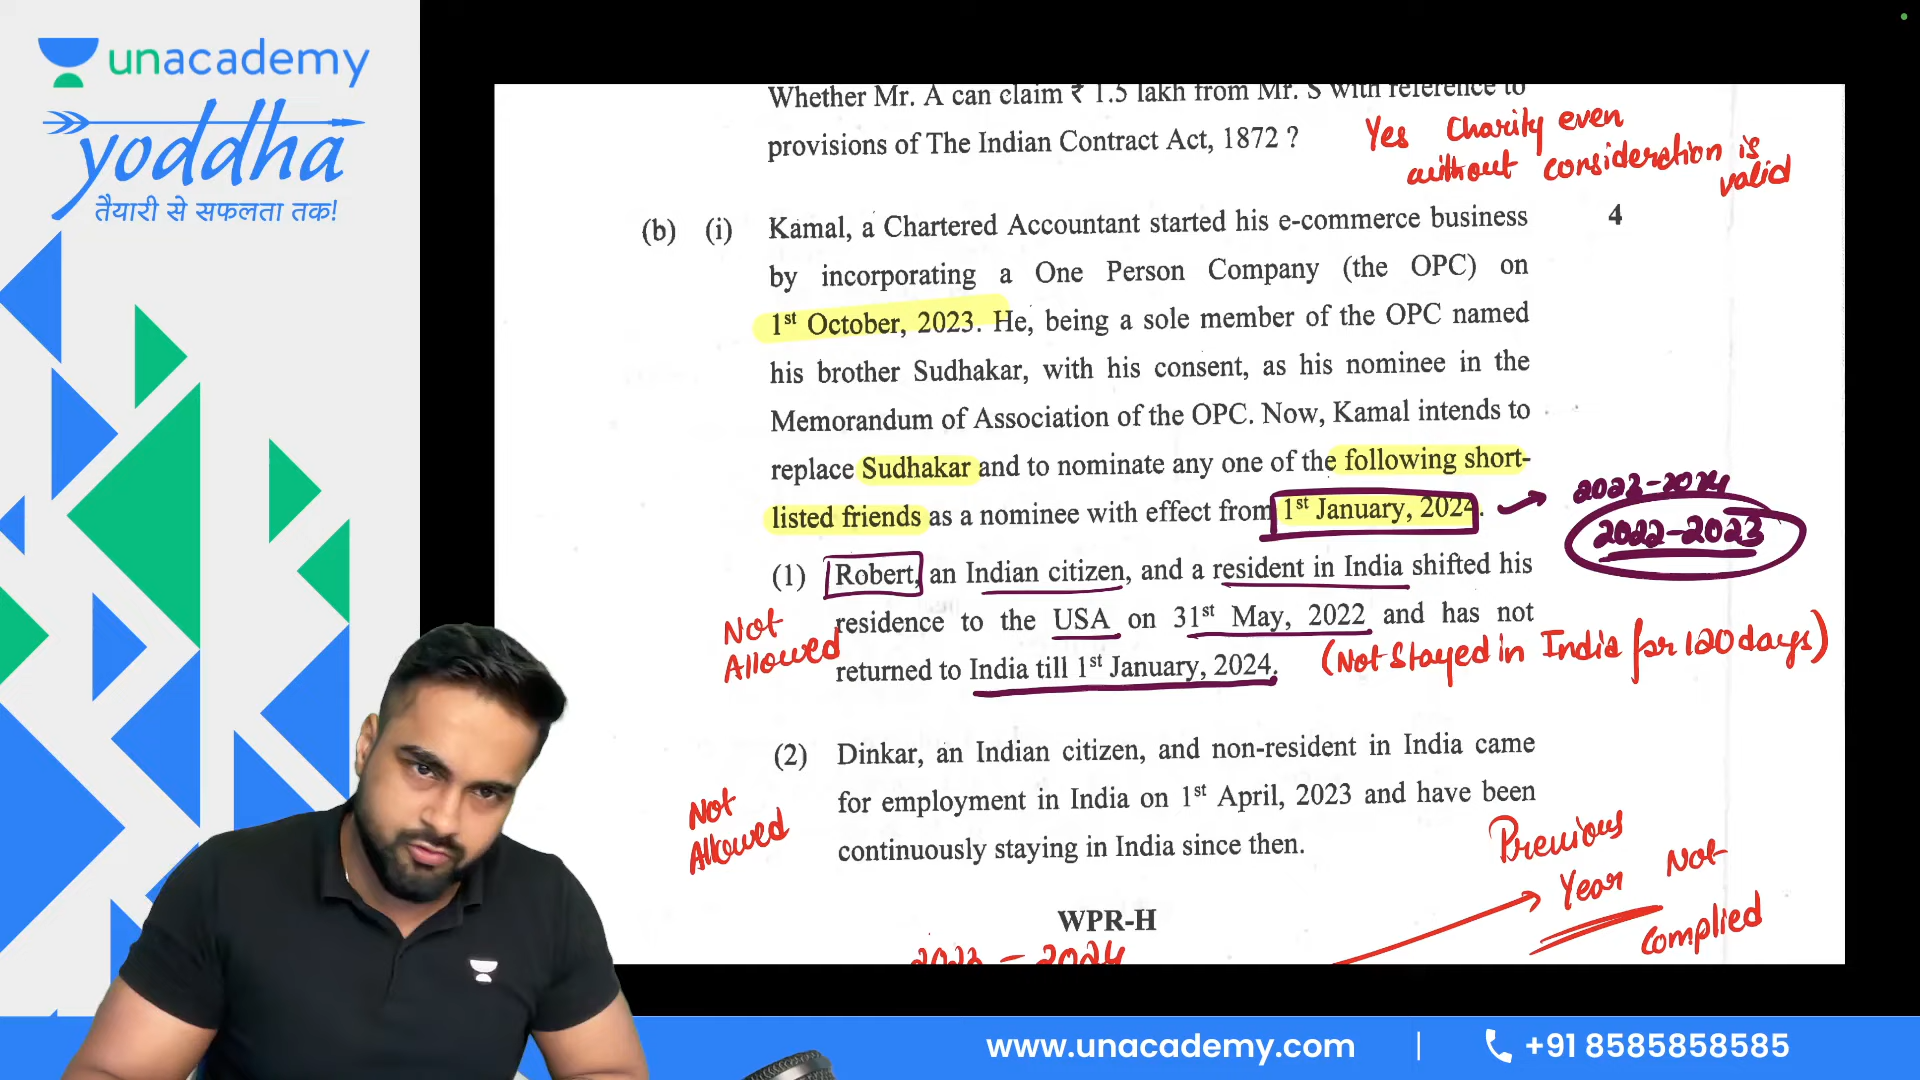 unacademy
yoddha
तैयारी से सफलता तक!
Whether Mr. A can claim ₹ 1.5 lakh from Mr. S with reference to
provisions of The Indian Contract Act, 1872 ?
Yes Charity even
without consideration is
valid
(b) (i) Kamal, a Chartered Accountant started his e-commerce business 4
by incorporating a One Person Company (the OPC) on
1st October, 2023. He, being a sole member of the OPC named
his brother Sudhakar, with his consent, as his nominee in the
Memorandum of Association of the OPC. Now, Kamal intends to
replace Sudhakar and to nominate any one of the following short-
listed friends as a nominee with effect from 1st January, 2024.
2023-2024
2022-2023
(1) Robert, an Indian citizen, and a resident in India shifted his
residence to the USA on 31st May, 2022 and has not
returned to India till 1st January, 2024.
Not
Allowed
(Not Stayed in India for 120 days)
(2) Dinkar, an Indian citizen, and non-resident in India came
for employment in India on 1st April, 2023 and have been
continuously staying in India since then.
Not
Allowed
Previous
Year Not
Complied
WPR-H
2023 - 2024
www.unacademy.com | +91 8585858585